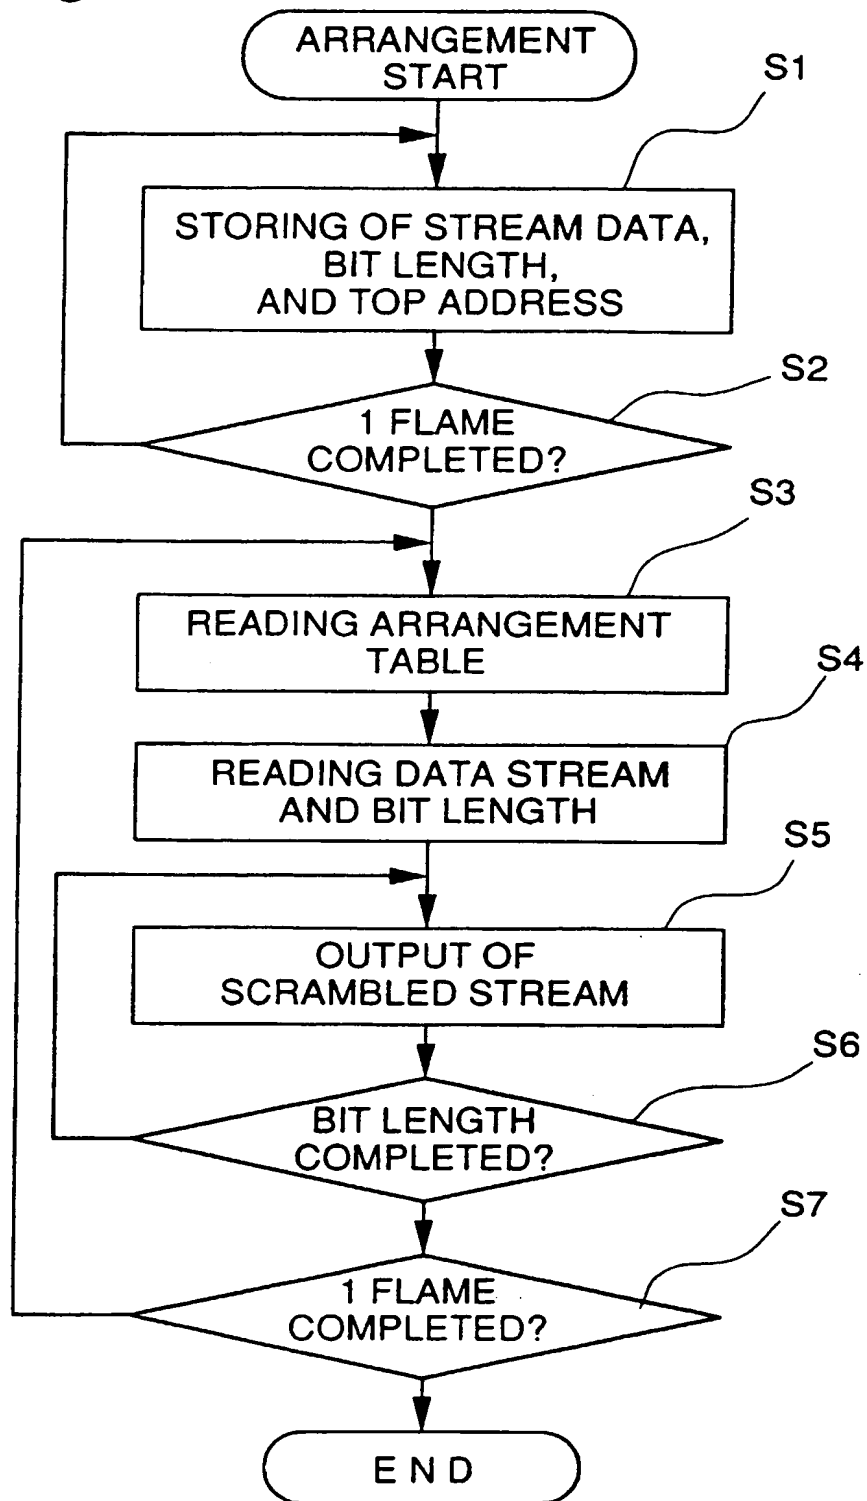 ARRANGEMENT
START
S1
STORING OF STREAM DATA,
BIT LENGTH,
AND TOP ADDRESS
S2
1 FLAME
COMPLETED?
S3
READING ARRANGEMENT
TABLE
S4
READING DATA STREAM
AND BIT LENGTH
S5
OUTPUT OF
SCRAMBLED STREAM
S6
BIT LENGTH
COMPLETED?
S7
1 FLAME
COMPLETED?
END